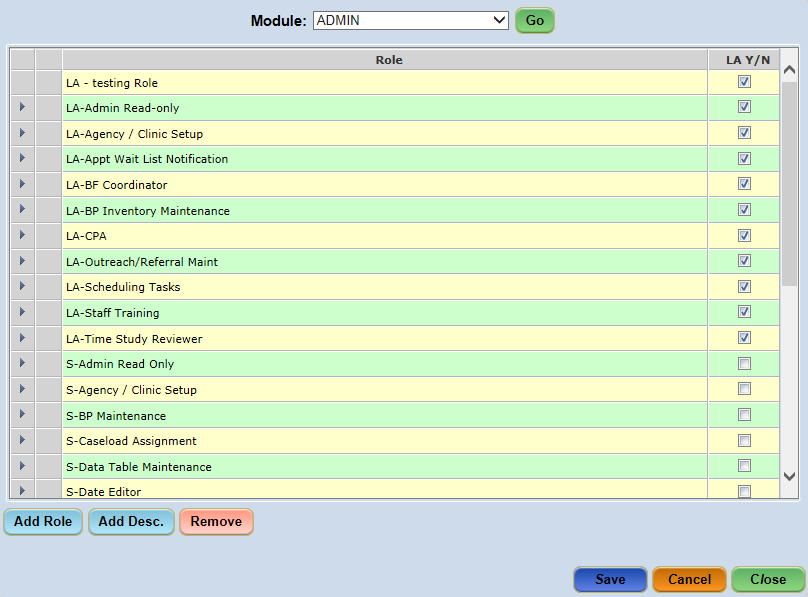 Module: ADMIN Go
Role LA Y/N
LA - testing Role
LA-Admin Read-only
LA-Agency / Clinic Setup
LA-Appt Wait List Notification
LA-BF Coordinator
LA-BP Inventory Maintenance
LA-CPA
LA-Outreach/Referral Maint
LA-Scheduling Tasks
LA-Staff Training
LA-Time Study Reviewer
S-Admin Read Only
S-Agency / Clinic Setup
S-BP Maintenance
S-Caseload Assignment
S-Data Table Maintenance
S-Date Editor
Add Role Add Desc. Remove
Save Cancel Close